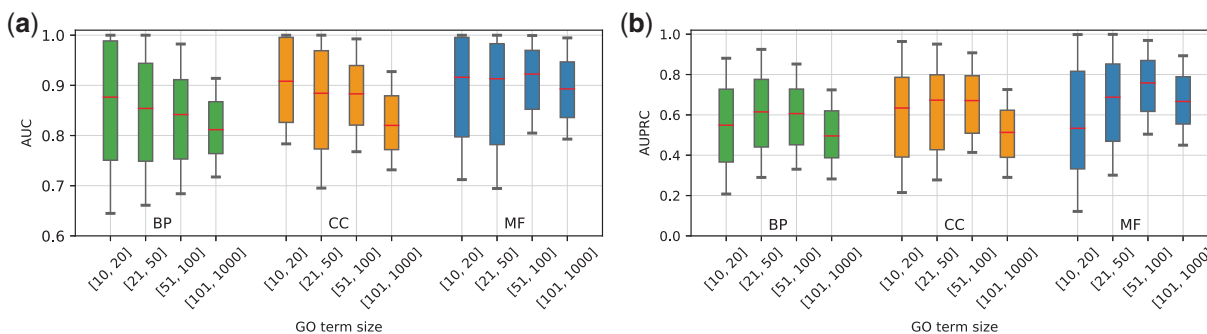 (a)
1.0
0.9
0.8
0.7
0.6
AUC
BP
CC
MF
[10, 20]
[21, 50]
[51, 100]
[101, 1000]
[10, 20]
[21, 50]
[51, 100]
[101, 1000]
[10, 20]
[21, 50]
[51, 100]
[101, 1000]
GO term size
(b)
1.0
0.8
0.6
0.4
0.2
0.0
AUPRC
BP
CC
MF
[10, 20]
[21, 50]
[51, 100]
[101, 1000]
[10, 20]
[21, 50]
[51, 100]
[101, 1000]
[10, 20]
[21, 50]
[51, 100]
[101, 1000]
GO term size